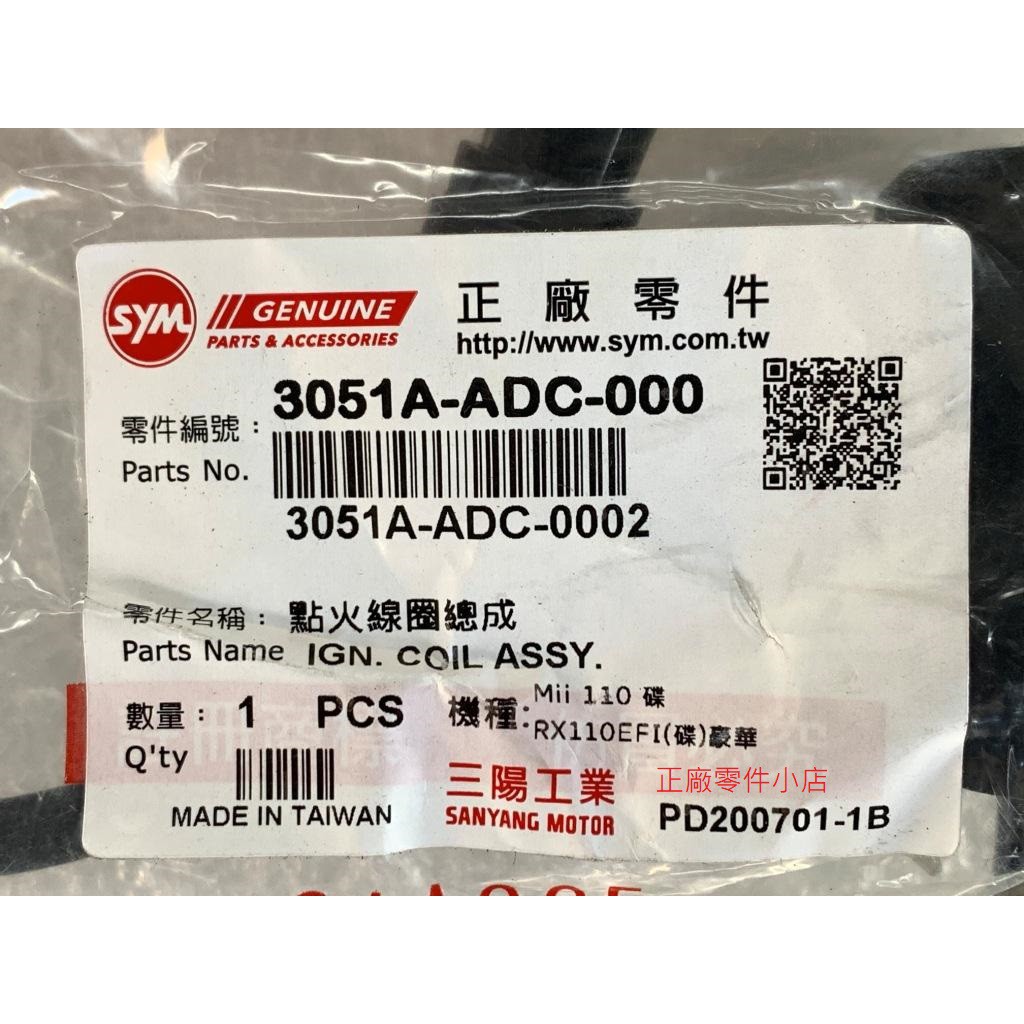 SYM GENUINE
PARTS & ACCESSORIES
正廠零件
http://www.sym.com.tw
零件編號：
Parts No.
3051A-ADC-000
3051A-ADC-0002
零件名稱：點火線圈總成
Parts Name IGN. COIL ASSY.
數量：1 PCS
Q'ty
機種：Mii 110 碟
RX110EFI(碟)豪華
正廠零件小店
MADE IN TAIWAN
三陽工業
SANYANG MOTOR
PD200701-1B